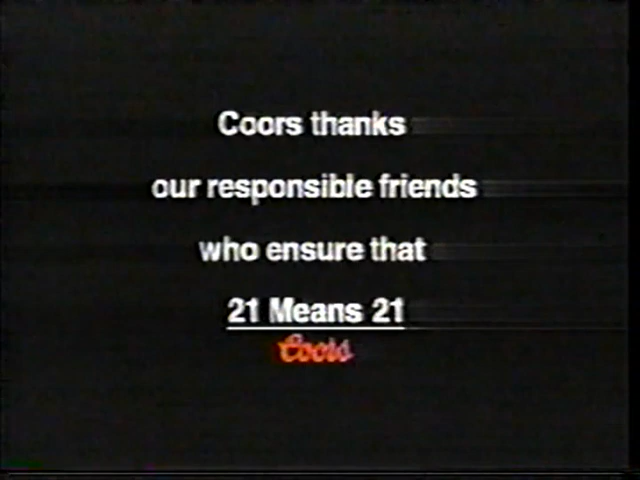 Coors thanks
our responsible friends
who ensure that
21 Means 21
Coors